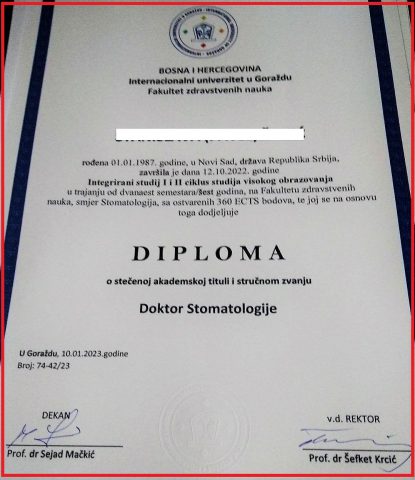 BOSNA I HERCEGOVINA
Internacionalni univerzitet u Goraždu
Fakultet zdravstvenih nauka
rođena 01.01.1987. godine, u Novi Sad, država Republika Srbija,
završila je dana 12.10.2022. godine
Integrirani studij I i II ciklus studija visokog obrazovanja
u trajanju od dvanaest semestara/šest godina, na Fakultetu zdravstvenih
nauka, smjer Stomatologija, sa ostvarenih 360 ECTS bodova, te joj se na osnovu
toga dodjeljuje
DIPLOMA
o stečenoj akademskoj tituli i stručnom zvanju
Doktor Stomatologije
U Goraždu, 10.01.2023.godine
Broj: 74-42/23
DEKAN
Prof. dr Sejad Mačkić
v.d. REKTOR
Prof. dr Šefket Krcić